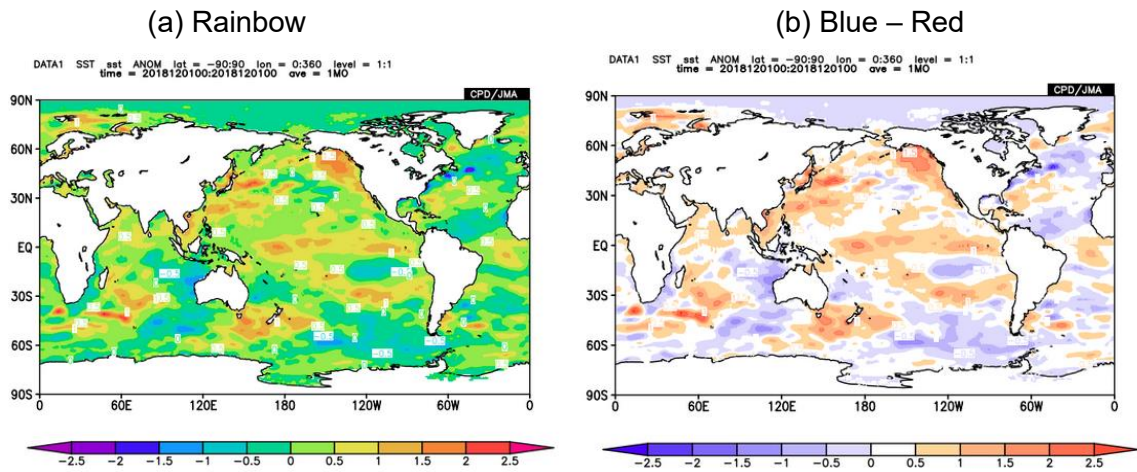 (a) Rainbow
DATA1 SST sst ANOM lat = -90:90 lon = 0:360 level = 1:1
time = 2018120100:2018120100 ave = 1MO
CPD/JMA
90N
60N
30N
EQ
30S
60S
90S
0 60E 120E 180 120W 60W 0
-2.5 -2 -1.5 -1 -0.5 0 0.5 1 1.5 2 2.5
(b) Blue – Red
DATA1 SST sst ANOM lat = -90:90 lon = 0:360 level = 1:1
time = 2018120100:2018120100 ave = 1MO
CPD/JMA
90N
60N
30N
EQ
30S
60S
90S
0 60E 120E 180 120W 60W 0
-2.5 -2 -1.5 -1 -0.5 0 0.5 1 1.5 2 2.5